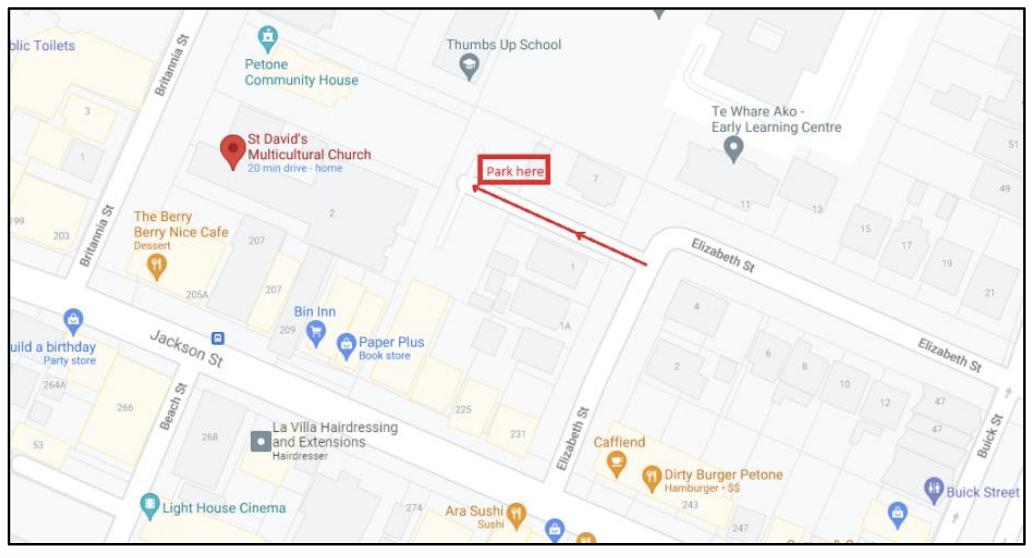 blic Toilets
Britannia St
Petone
Community House
Thumbs Up School
Te Whare Ako -
Early Learning Centre
51
3
1
St David's
Multicultural Church
20 min drive - home
Park here
7
49
11
13
2
15
17
19
21
199
203
Britannia St
The Berry
Berry Nice Cafe
Dessert
207
205A
207
209
Elizabeth St
1
1A
4
Bin Inn
Paper Plus
Book store
uild a birthday
Party store
Jackson St
264A
266
53
Beach St
268
225
231
La Villa Hairdressing
and Extensions
Hairdresser
2
6
8
10
12
47
47
Elizabeth St
Buick St
Elizabeth St
Caffiend
Dirty Burger Petone
Hamburger • $$
243
247
Buick Street
Light House Cinema
274
Ara Sushi
Sushi